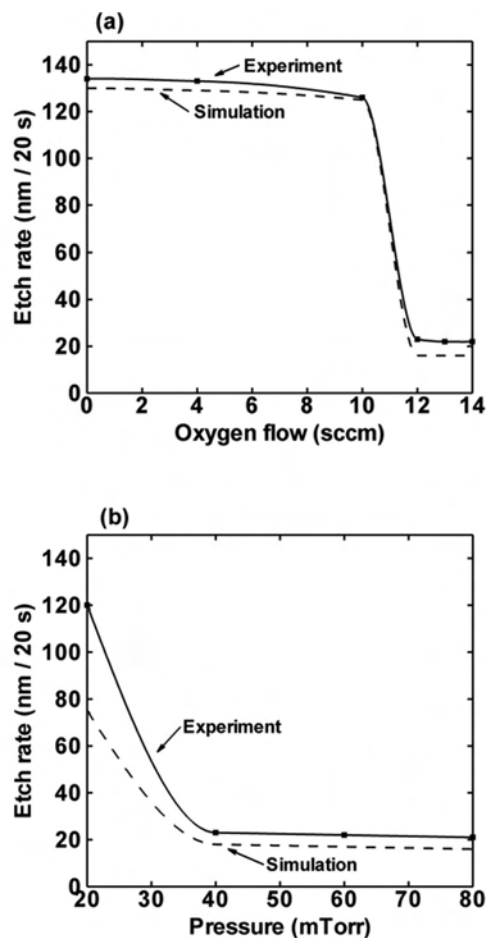 (a)
140
120
100
80
60
40
20
0
Etch rate (nm / 20 s)
Experiment
Simulation
0 2 4 6 8 10 12 14
Oxygen flow (sccm)
(b)
140
120
100
80
60
40
20
0
Etch rate (nm / 20 s)
Experiment
Simulation
20 30 40 50 60 70 80
Pressure (mTorr)